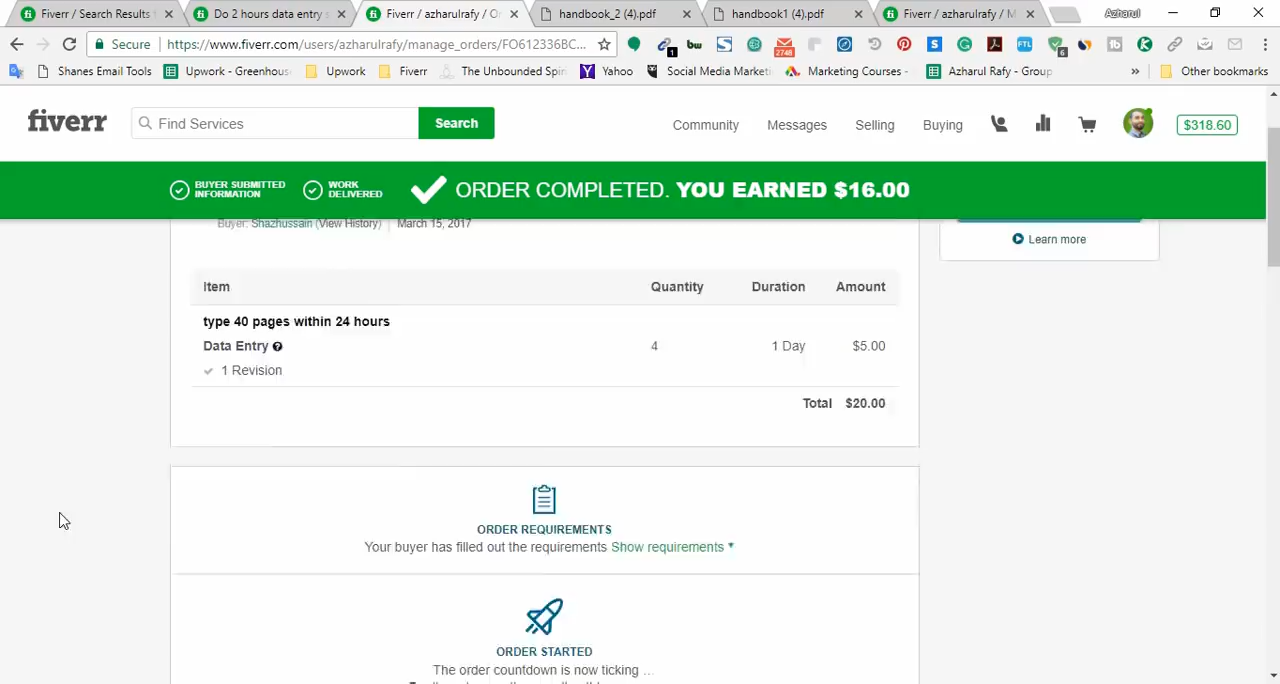 Fiverr / Search Results
Do 2 hours data entry
Fiverr / azharulrafy / O
handbook_2 (4).pdf
handbook1 (4).pdf
Fiverr / azharulrafy / M
Azharul
Secure https://www.fiverr.com/users/azharulrafy/manage_orders/FO612336BC...
1
bw
S
2748
S
FTL
6
Shanes Email Tools
Upwork - Greenhous
Upwork
Fiverr
The Unbounded Spin
Yahoo
Social Media Marketi
Marketing Courses -
Azharul Rafy - Group
»
Other bookmarks
fiverr
Find Services
Search
Community
Messages
Selling
Buying
$318.60
BUYER SUBMITTED
INFORMATION
WORK
DELIVERED
ORDER COMPLETED. YOU EARNED $16.00
Buyer: Shazhussain (View History) | March 15, 2017
Learn more
Item Quantity Duration Amount
type 40 pages within 24 hours
Data Entry 4 1 Day $5.00
1 Revision
Total $20.00
ORDER REQUIREMENTS
Your buyer has filled out the requirements Show requirements
ORDER STARTED
The order countdown is now ticking ...